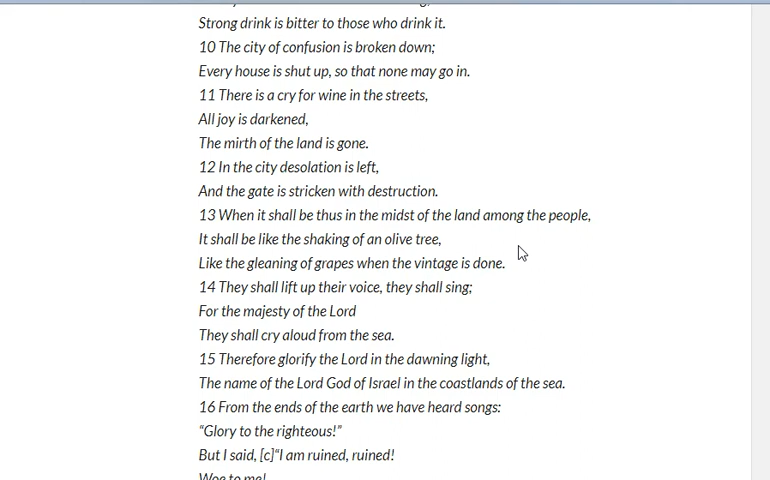 Strong drink is bitter to those who drink it.
10 The city of confusion is broken down;
Every house is shut up, so that none may go in.
11 There is a cry for wine in the streets,
All joy is darkened,
The mirth of the land is gone.
12 In the city desolation is left,
And the gate is stricken with destruction.
13 When it shall be thus in the midst of the land among the people,
It shall be like the shaking of an olive tree,
Like the gleaning of grapes when the vintage is done.
14 They shall lift up their voice, they shall sing;
For the majesty of the Lord
They shall cry aloud from the sea.
15 Therefore glorify the Lord in the dawning light,
The name of the Lord God of Israel in the coastlands of the sea.
16 From the ends of the earth we have heard songs:
“Glory to the righteous!”
But I said, [c]“I am ruined, ruined!
Woe to me!